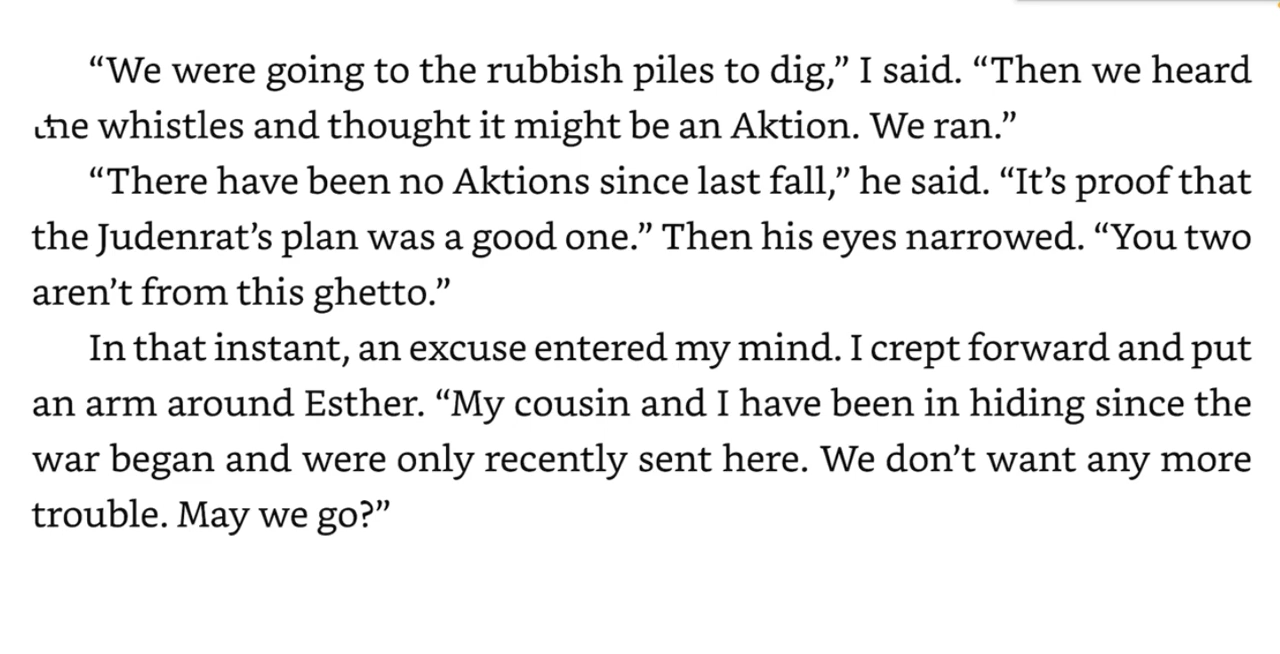 “We were going to the rubbish piles to dig,” I said. “Then we heard
the whistles and thought it might be an Aktion. We ran.”
“There have been no Aktions since last fall,” he said. “It’s proof that
the Judenrat’s plan was a good one.” Then his eyes narrowed. “You two
aren’t from this ghetto.”
In that instant, an excuse entered my mind. I crept forward and put
an arm around Esther. “My cousin and I have been in hiding since the
war began and were only recently sent here. We don’t want any more
trouble. May we go?”